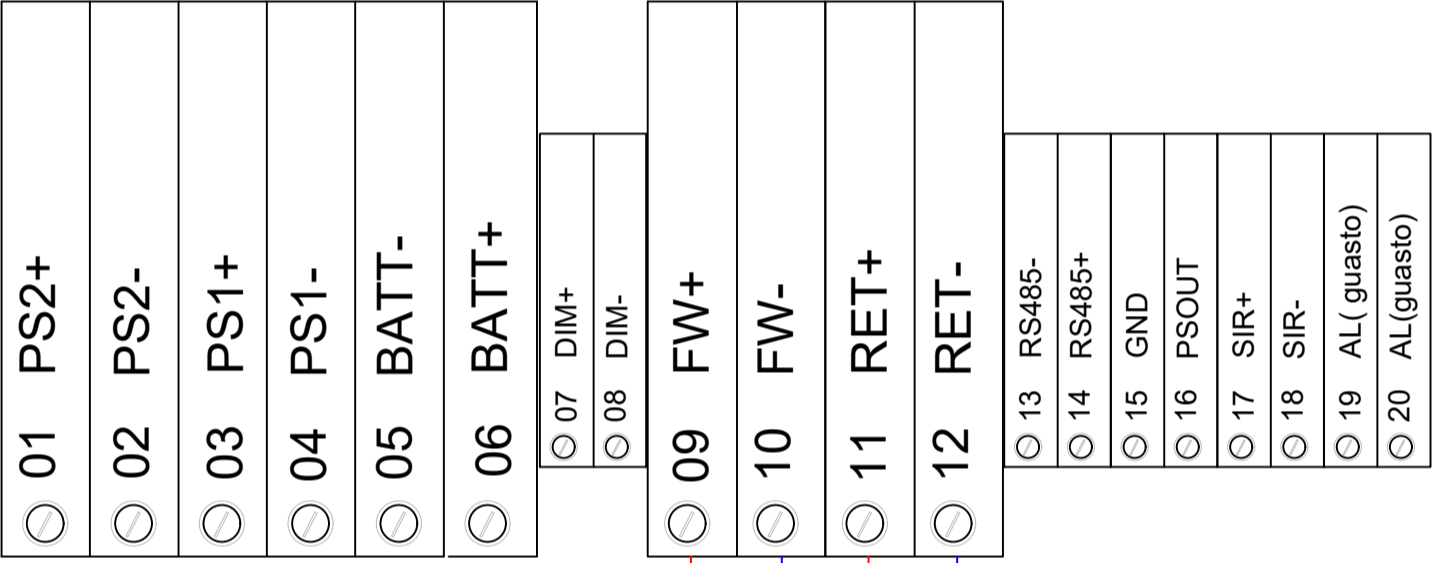 01 PS2+
02 PS2-
03 PS1+
04 PS1-
05 BATT-
06 BATT+
07 DIM+
08 DIM-
09 FW+
10 FW-
11 RET+
12 RET-
13 RS485-
14 RS485+
15 GND
16 PSOUT
17 SIR+
18 SIR-
19 AL( guasto)
20 AL(guasto)